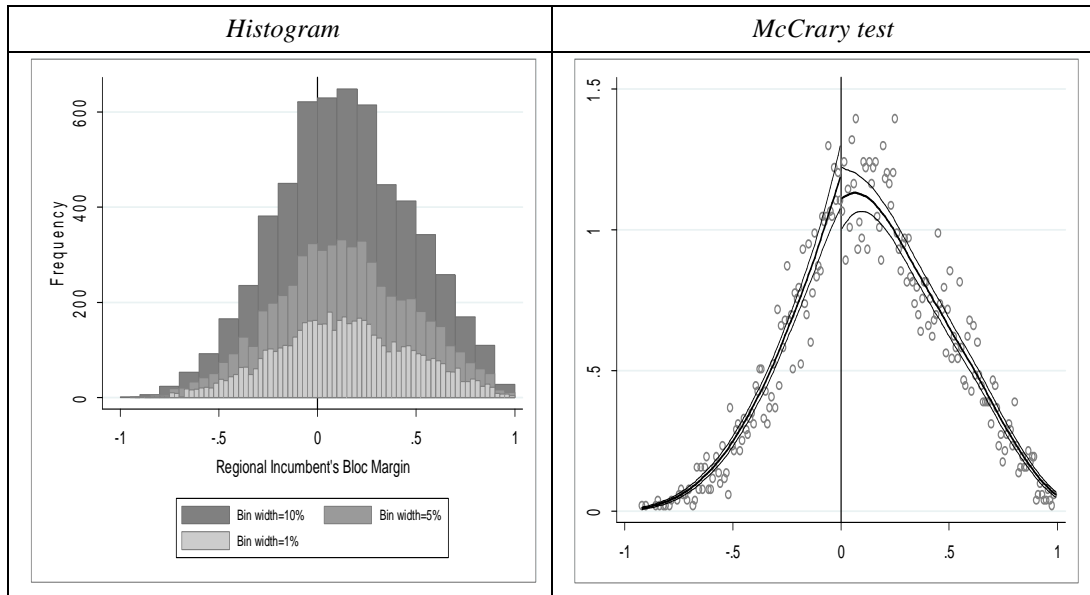 Histogram
McCrary test
600
400
200
0
Frequency
-1
-.5
0
.5
1
Regional Incumbent's Bloc Margin
Bin width=10%
Bin width=5%
Bin width=1%
1.5
1
.5
0
-1
-.5
0
.5
1